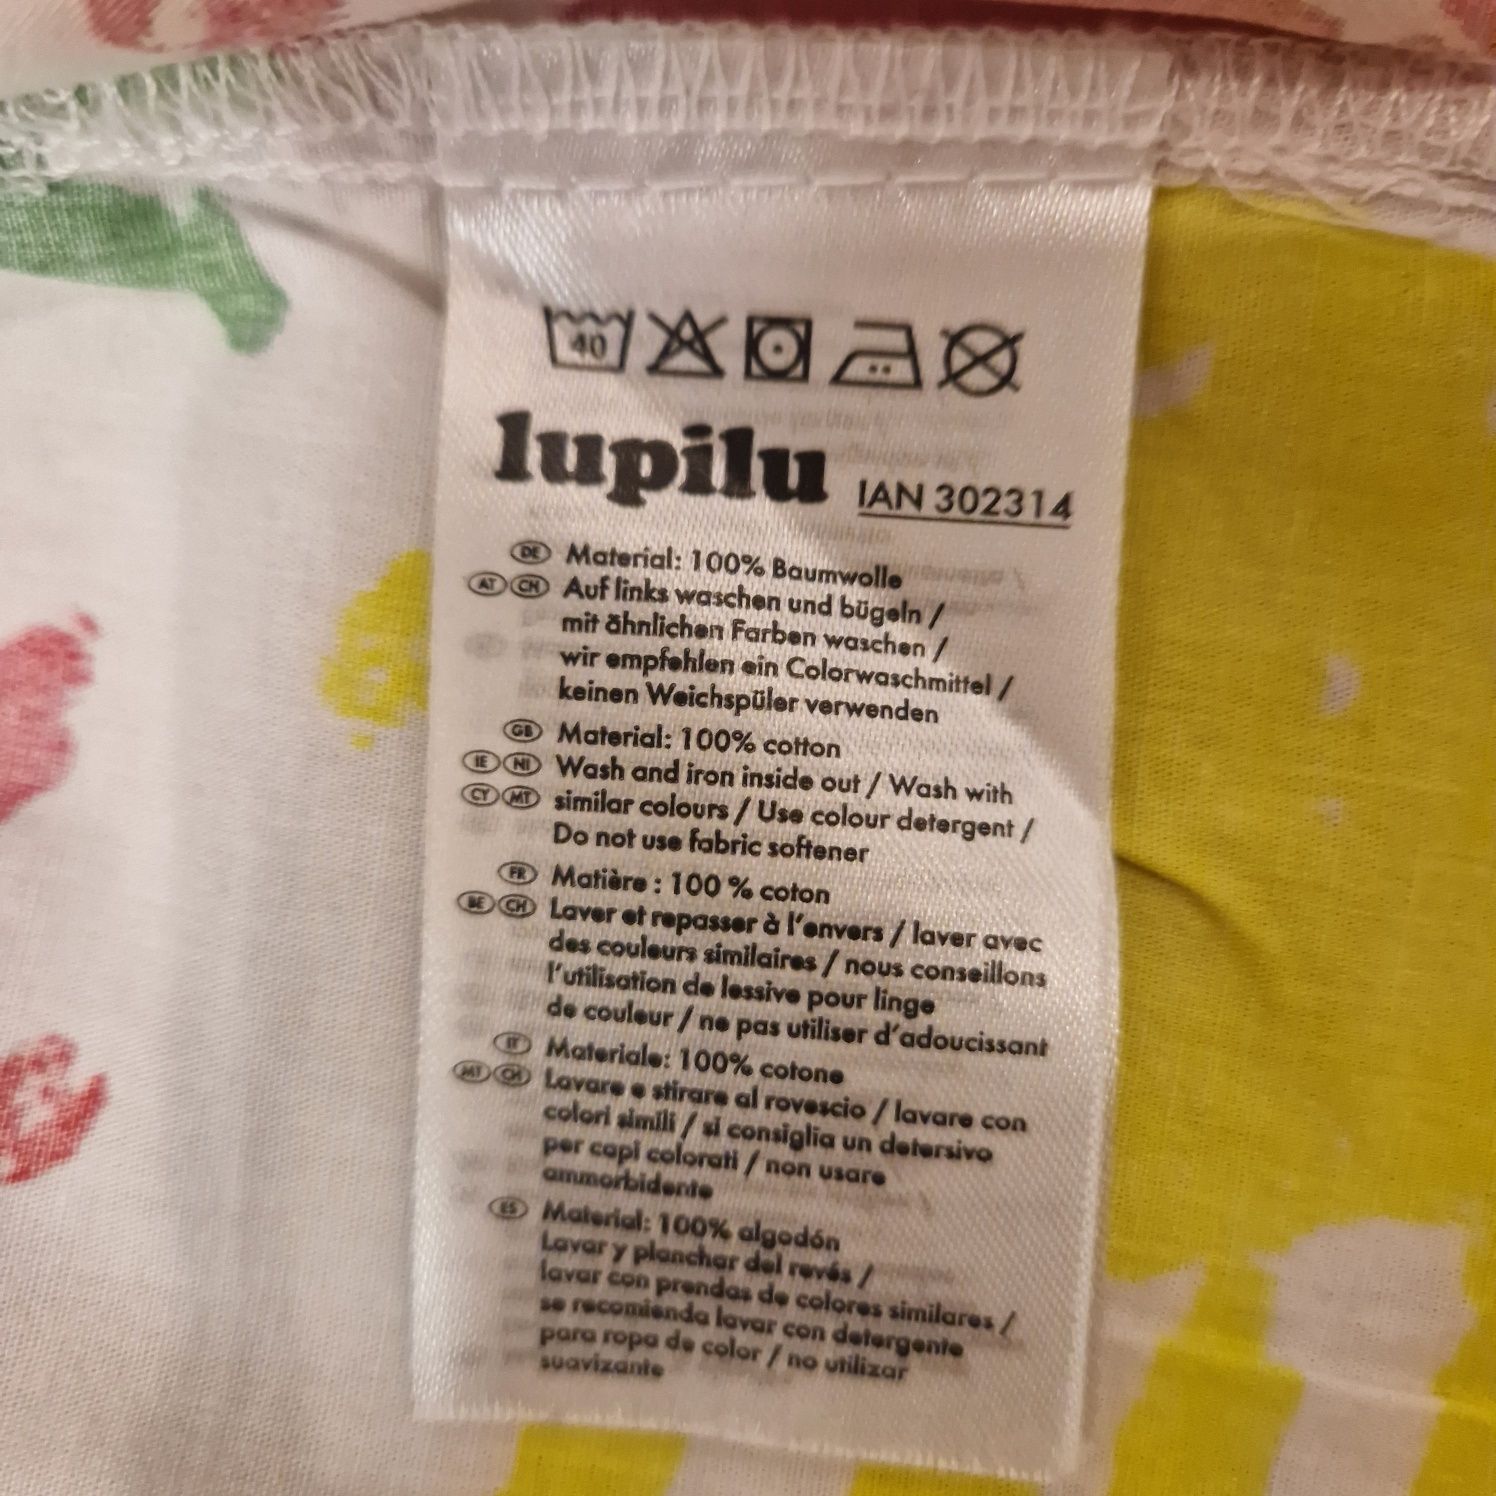 40
lupilu IAN 302314
DE Material: 100% Baumwolle
AT CH Auf links waschen und bügeln /
mit ähnlichen Farben waschen /
wir empfehlen ein Colorwaschmittel /
keinen Weichspüler verwenden
GB Material: 100% cotton
IE NI Wash and iron inside out / Wash with
CY MT similar colours / Use colour detergent /
Do not use fabric softener
FR Matière : 100 % coton
BE CH Laver et repasser à l’envers / laver avec
des couleurs similaires / nous conseillons
l’utilisation de lessive pour linge
de couleur / ne pas utiliser d’adoucissant
IT Materiale: 100% cotone
MT CH Lavare e stirare al rovescio / lavare con
colori simili / si consiglia un detersivo
per capi colorati / non usare
ammorbidente
ES Material: 100% algodón
Lavar y planchar del revés /
lavar con prendas de colores similares /
se recomienda lavar con detergente
para ropa de color / no utilizar
suavizante